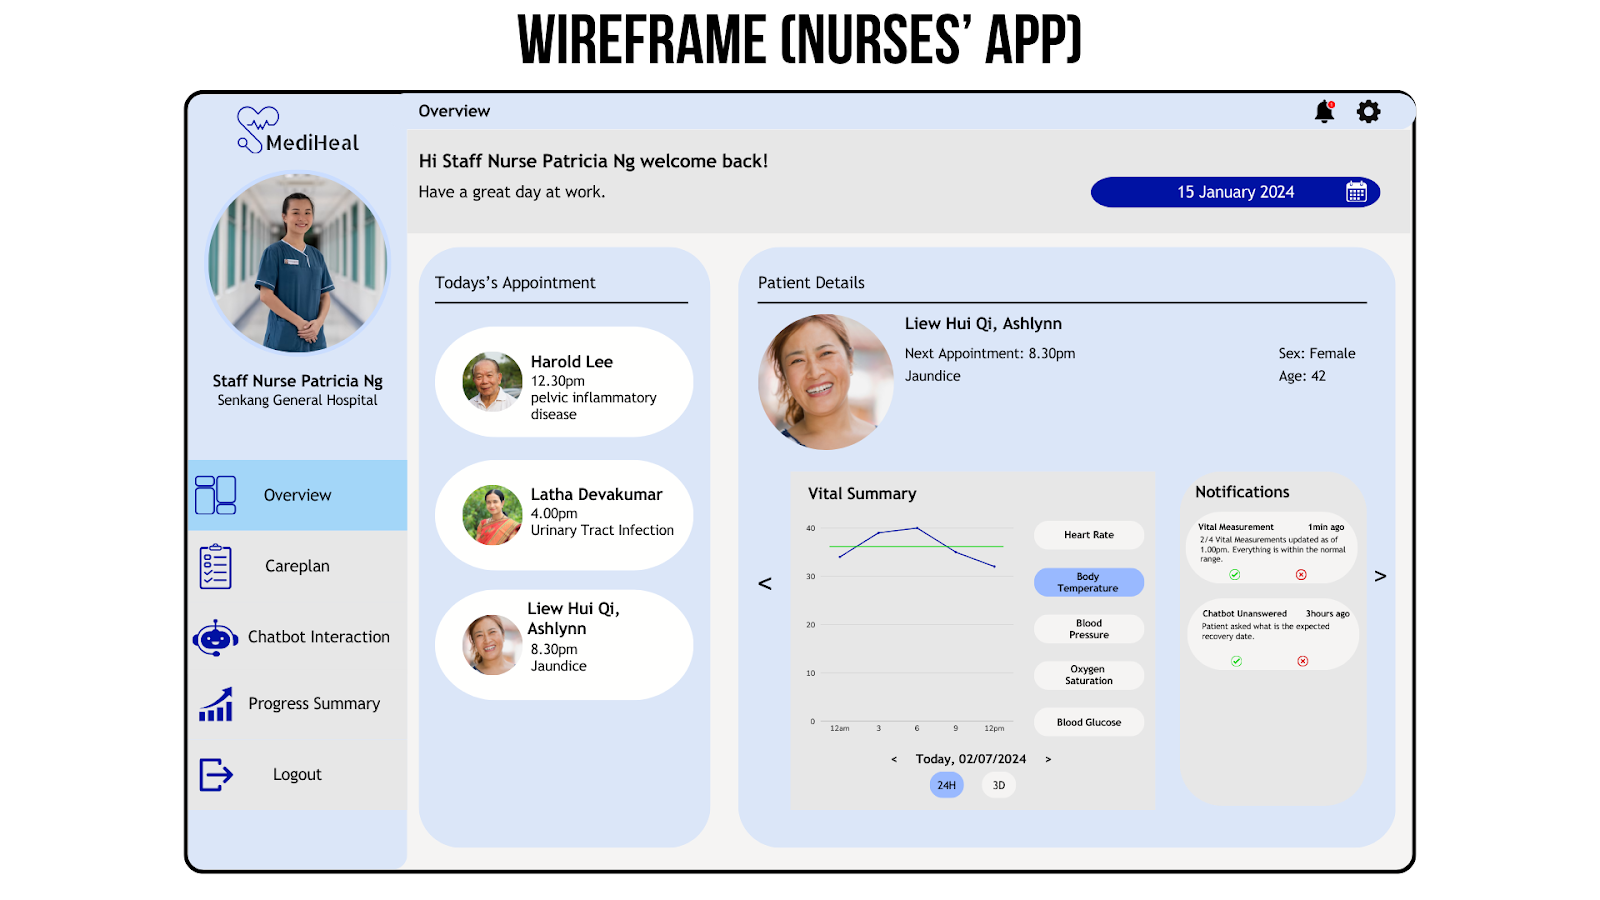 WIREFRAME (NURSES’ APP)
MediHeal
Staff Nurse Patricia Ng
Senkang General Hospital
Overview
Careplan
Chatbot Interaction
Progress Summary
Logout
Overview
Hi Staff Nurse Patricia Ng welcome back!
Have a great day at work.
15 January 2024
Todays’s Appointment
Harold Lee
12.30pm
pelvic inflammatory
disease
Latha Devakumar
4.00pm
Urinary Tract Infection
Liew Hui Qi,
Ashlynn
8.30pm
Jaundice
Patient Details
Liew Hui Qi, Ashlynn
Next Appointment: 8.30pm
Jaundice
Sex: Female
Age: 42
<
Vital Summary
40
30
20
10
0
12am 3 6 9 12pm
Heart Rate
Body
Temperature
Blood
Pressure
Oxygen
Saturation
Blood Glucose
< Today, 02/07/2024 >
24H 3D
Notifications
Vital Measurement 1min ago
2/4 Vital Measurements updated as of
1.00pm. Everything is within the normal
range.
Chatbot Unanswered 3hours ago
Patient asked what is the expected
recovery date.
>